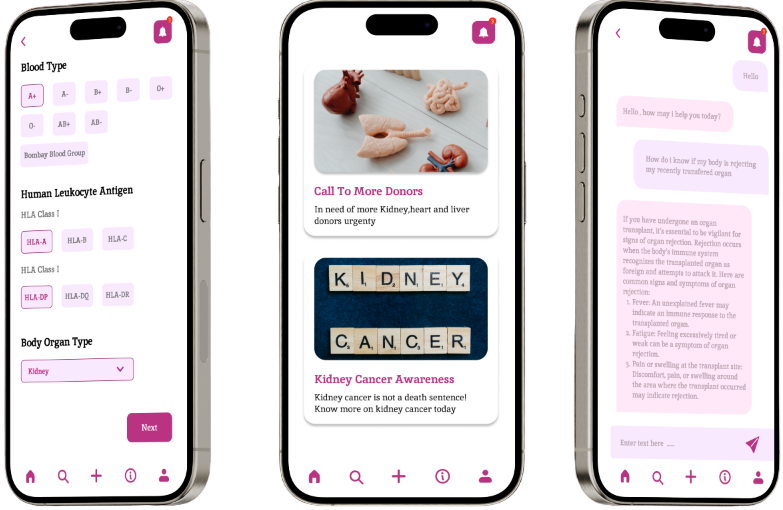 Blood Type
A+ A- B+ B- O+
O- AB+ AB-
Bombay Blood Group
Human Leukocyte Antigen
HLA Class I
HLA-A HLA-B HLA-C
HLA Class I
HLA-DP HLA-DQ HLA-DR
Body Organ Type
Kidney
Next
Call To More Donors
In need of more Kidney,heart and liver
donors urgenty
KIDNEY
CANCER
Kidney Cancer Awareness
Kidney cancer is not a death sentence!
Know more on kidney cancer today
Hello
Hello , how may i help you today?
How do i know if my body is rejerting
my recently transfered organ
If you have undergone an organ
transplant, it's essential to be vigilant for
signs of organ rejection. Rejection occurs
when the body's immune system
recognizes the transplanted organ as
foreign and attempts to attack it. Here are
common signs and symptoms of organ
rejection:
1. Fever: An unexplained fever may
indicate an immune response to the
transplanted organ.
2. Fatigue: Feeling excessively tired or
weak can be a symptom of organ
rejection.
3. Pain or swelling at the transplant site:
Discomfort, pain, or swelling around
the area where the transplant occurred
may indicate rejection.
Enter text here .....